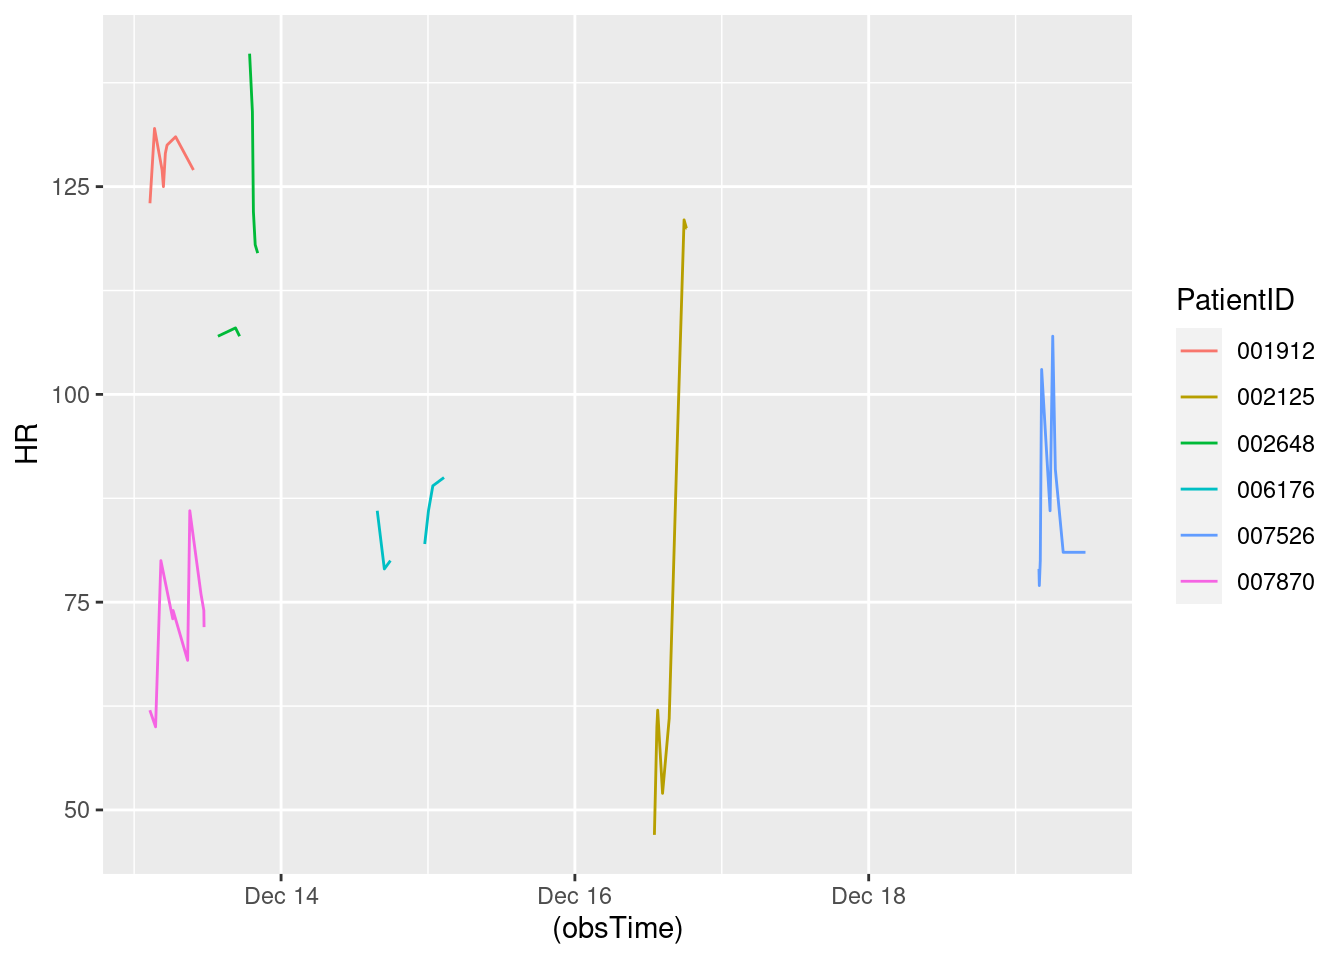 HR
125
100
75
50
Dec 14
Dec 16
Dec 18
(obsTime)
PatientID
001912
002125
002648
006176
007526
007870